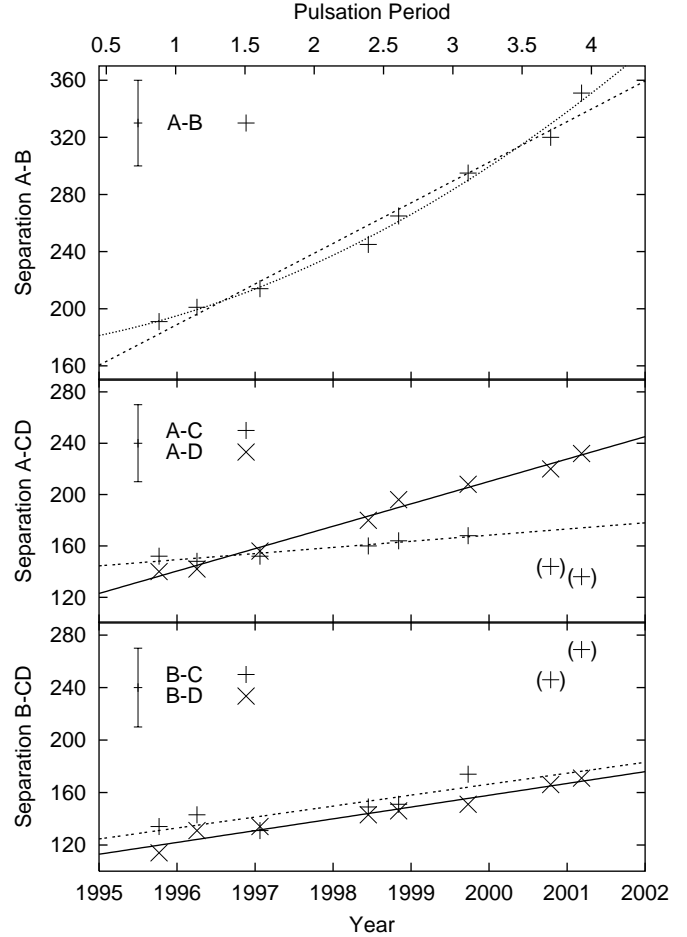 Pulsation Period
0.5 1 1.5 2 2.5 3 3.5 4
Separation A-B
360
320
280
240
200
160
A-B
Separation A-CD
280
240
200
160
120
A-C
A-D
( )
( )
Separation B-CD
280
240
200
160
120
B-C
B-D
( )
( )
1995 1996 1997 1998 1999 2000 2001 2002
Year